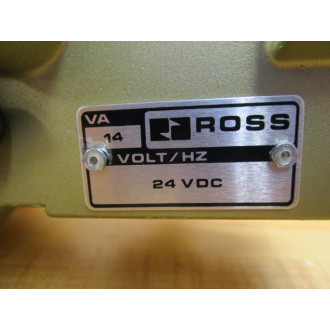 VA
14
ROSS
VOLT/HZ
24 VDC